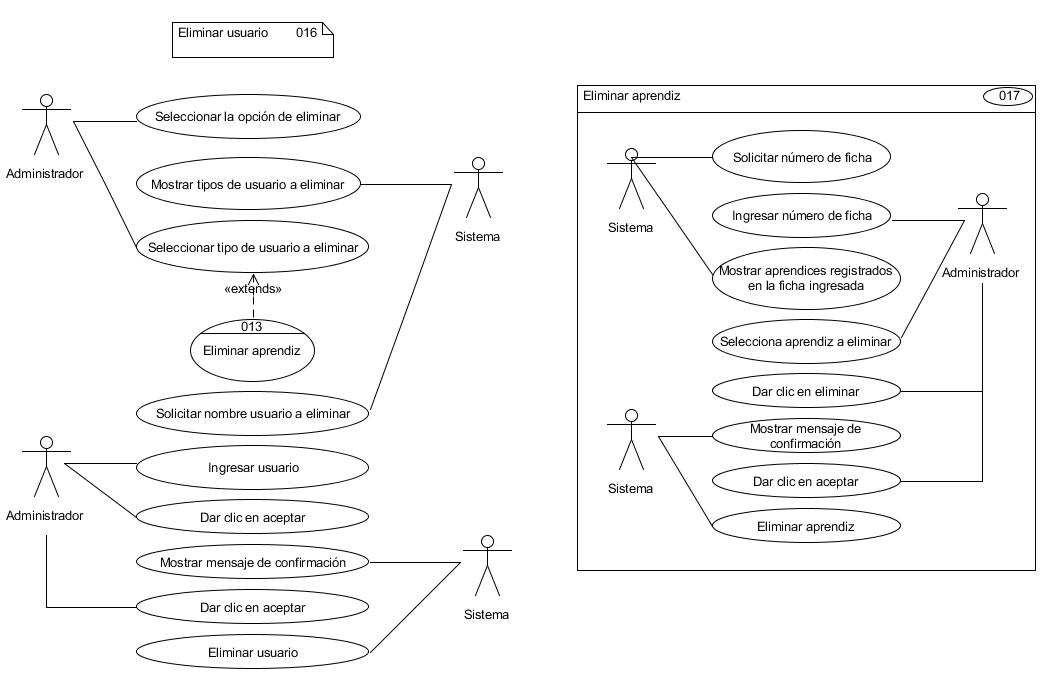 Eliminar usuario 016
Seleccionar la opción de eliminar
Administrador
Mostrar tipos de usuario a eliminar
Sistema
Seleccionar tipo de usuario a eliminar
«extends»
013
Eliminar aprendiz
Solicitar nombre usuario a eliminar
Ingresar usuario
Administrador
Dar clic en aceptar
Mostrar mensaje de confirmación
Sistema
Dar clic en aceptar
Eliminar usuario
Eliminar aprendiz 017
Solicitar número de ficha
Sistema
Ingresar número de ficha
Administrador
Mostrar aprendices registrados
en la ficha ingresada
Selecciona aprendiz a eliminar
Dar clic en eliminar
Mostrar mensaje de
confirmación
Sistema
Dar clic en aceptar
Eliminar aprendiz